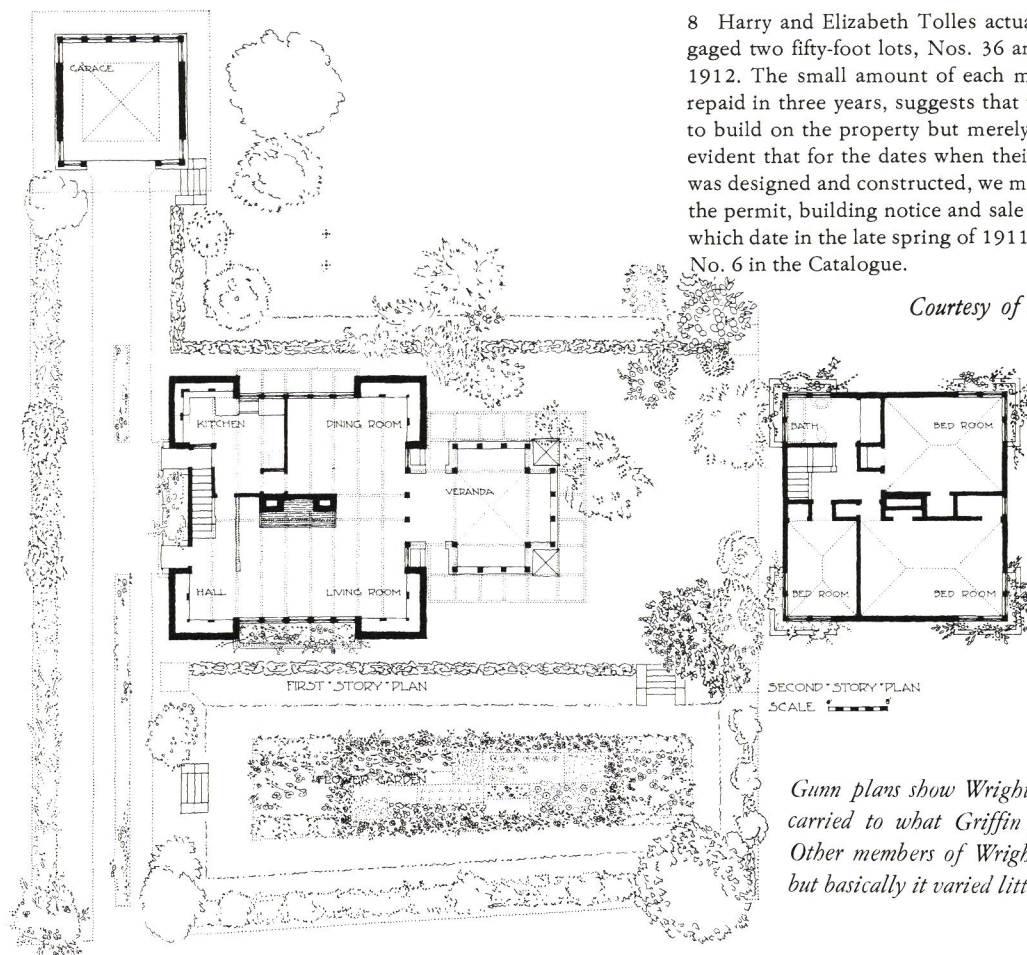 8 Harry and Elizabeth Tolles actua
gaged two fifty-foot lots, Nos. 36 an
1912. The small amount of each m
repaid in three years, suggests that
to build on the property but merely
evident that for the dates when their
was designed and constructed, we m
the permit, building notice and sale
which date in the late spring of 1911
No. 6 in the Catalogue.
Courtesy of
GARAGE
KITCHEN
DINING ROOM
VERANDA
HALL
LIVING ROOM
FIRST STORY PLAN
FLOWER GARDEN
BATH
BED ROOM
BED ROOM
BED ROOM
SECOND STORY PLAN
SCALE
Gunn plans show Wright
carried to what Griffin
Other members of Wrigh
but basically it varied litt